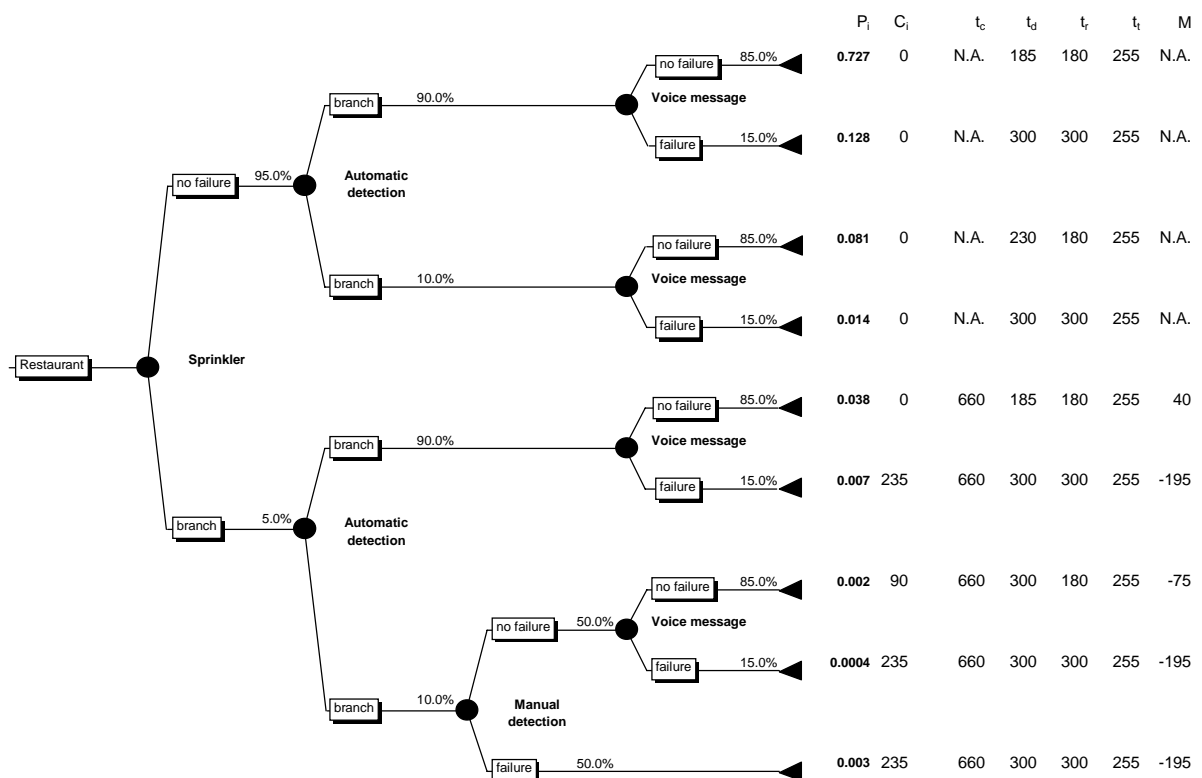 Pi Ci tc td tr tt M
no failure 85.0% 0.727 0 N.A. 185 180 255 N.A.
branch 90.0% Voice message
failure 15.0% 0.128 0 N.A. 300 300 255 N.A.
no failure 95.0% Automatic
detection
no failure 85.0% 0.081 0 N.A. 230 180 255 N.A.
branch 10.0% Voice message
failure 15.0% 0.014 0 N.A. 300 300 255 N.A.
Restaurant Sprinkler
no failure 85.0% 0.038 0 660 185 180 255 40
branch 90.0% Voice message
failure 15.0% 0.007 235 660 300 300 255 -195
branch 5.0% Automatic
detection
no failure 85.0% 0.002 90 660 300 180 255 -75
no failure 50.0% Voice message
failure 15.0% 0.0004 235 660 300 300 255 -195
branch 10.0% Manual
detection
failure 50.0% 0.003 235 660 300 300 255 -195